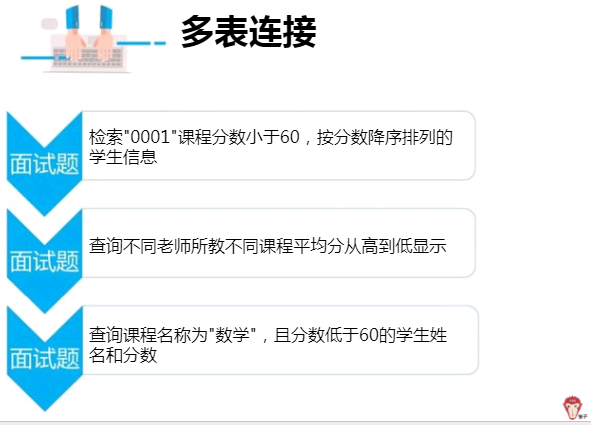 多表连接
面试题
检索"0001"课程分数小于60，按分数降序排列的
学生信息
面试题
查询不同老师所教不同课程平均分从高到低显示
面试题
查询课程名称为"数学"，且分数低于60的学生姓
名和分数
猴子